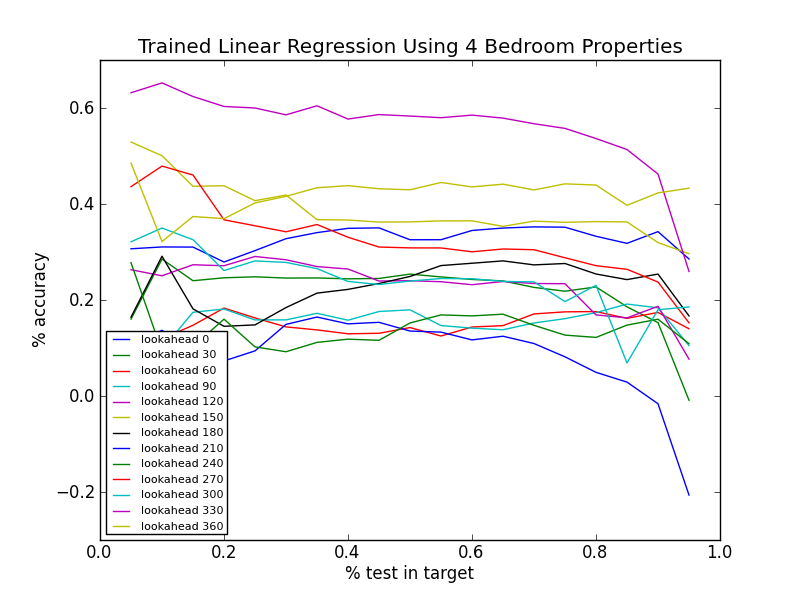 Trained Linear Regression Using 4 Bedroom Properties
0.6
0.4
0.2
0.0
−0.2
% accuracy
lookahead 0
lookahead 30
lookahead 60
lookahead 90
lookahead 120
lookahead 150
lookahead 180
lookahead 210
lookahead 240
lookahead 270
lookahead 300
lookahead 330
lookahead 360
0.0 0.2 0.4 0.6 0.8 1.0
% test in target